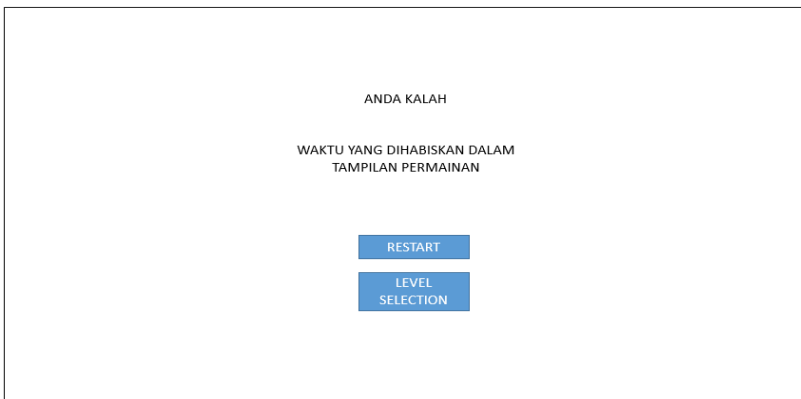 ANDA KALAH
WAKTU YANG DIHABISKAN DALAM
TAMPILAN PERMAINAN
RESTART
LEVEL
SELECTION